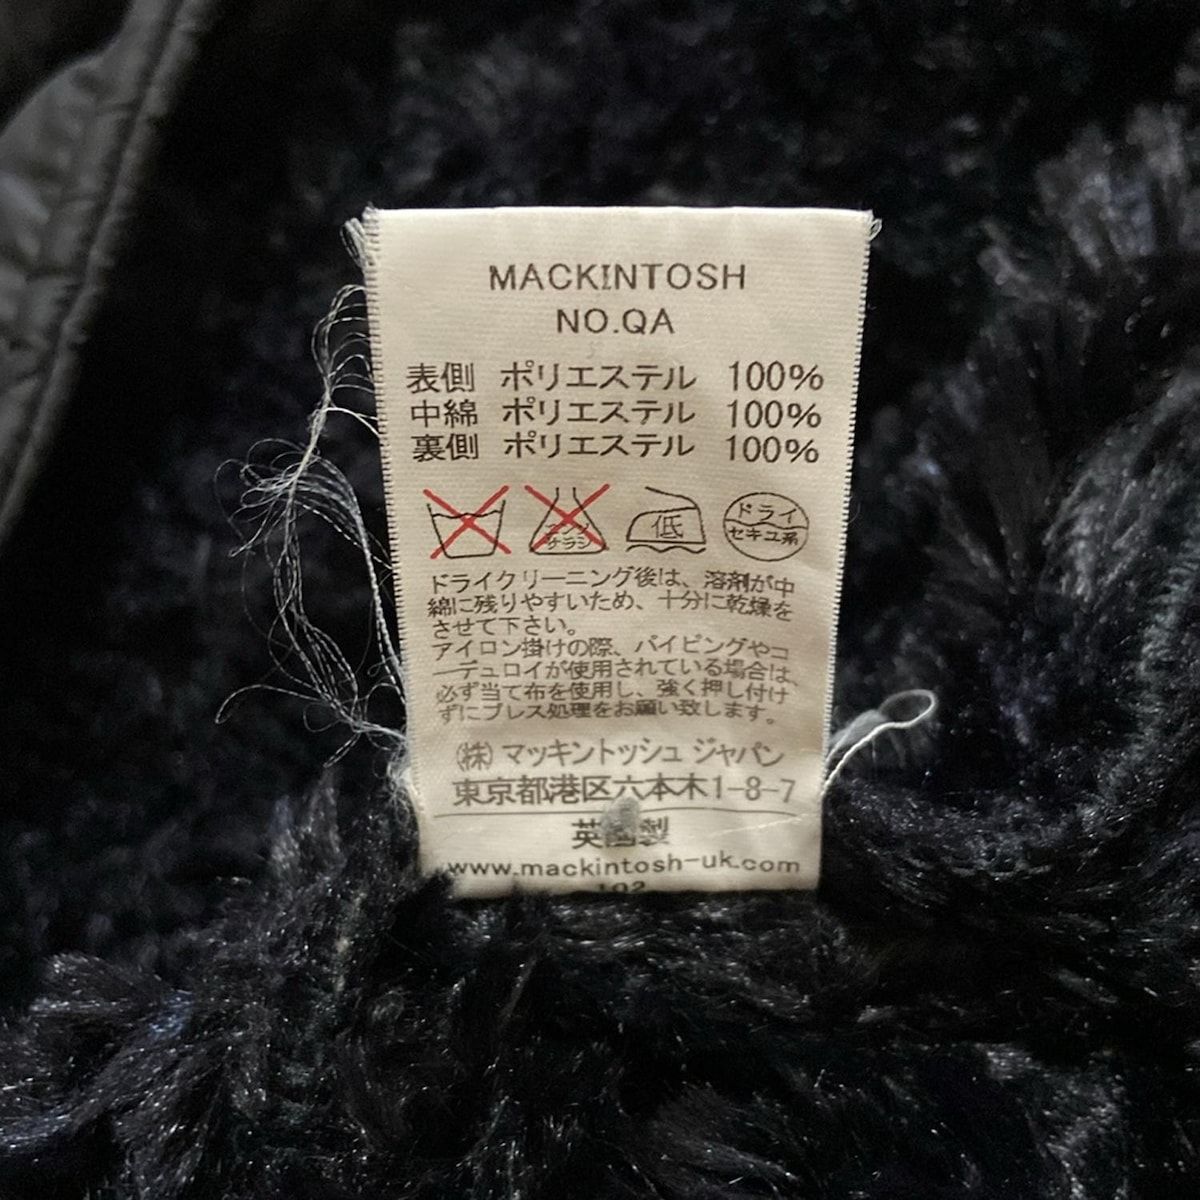 MACKINTOSH
NO.QA
表側 ポリエステル 100%
中綿 ポリエステル 100%
裏側 ポリエステル 100%
エンソ サラシ 低 ドライ セキユ系
ドライクリーニング後は、溶剤が中
綿に残りやすいため、十分に乾燥を
させて下さい。
アイロン掛けの際、パイピングやコ
ーデュロイが使用されている場合は、
必ず当て布を使用し、強く押し付け
ずにプレス処理をお願い致します。
㈱ マッキントッシュ ジャパン
東京都港区六本木1-8-7
英国製
www.mackintosh-uk.com
102